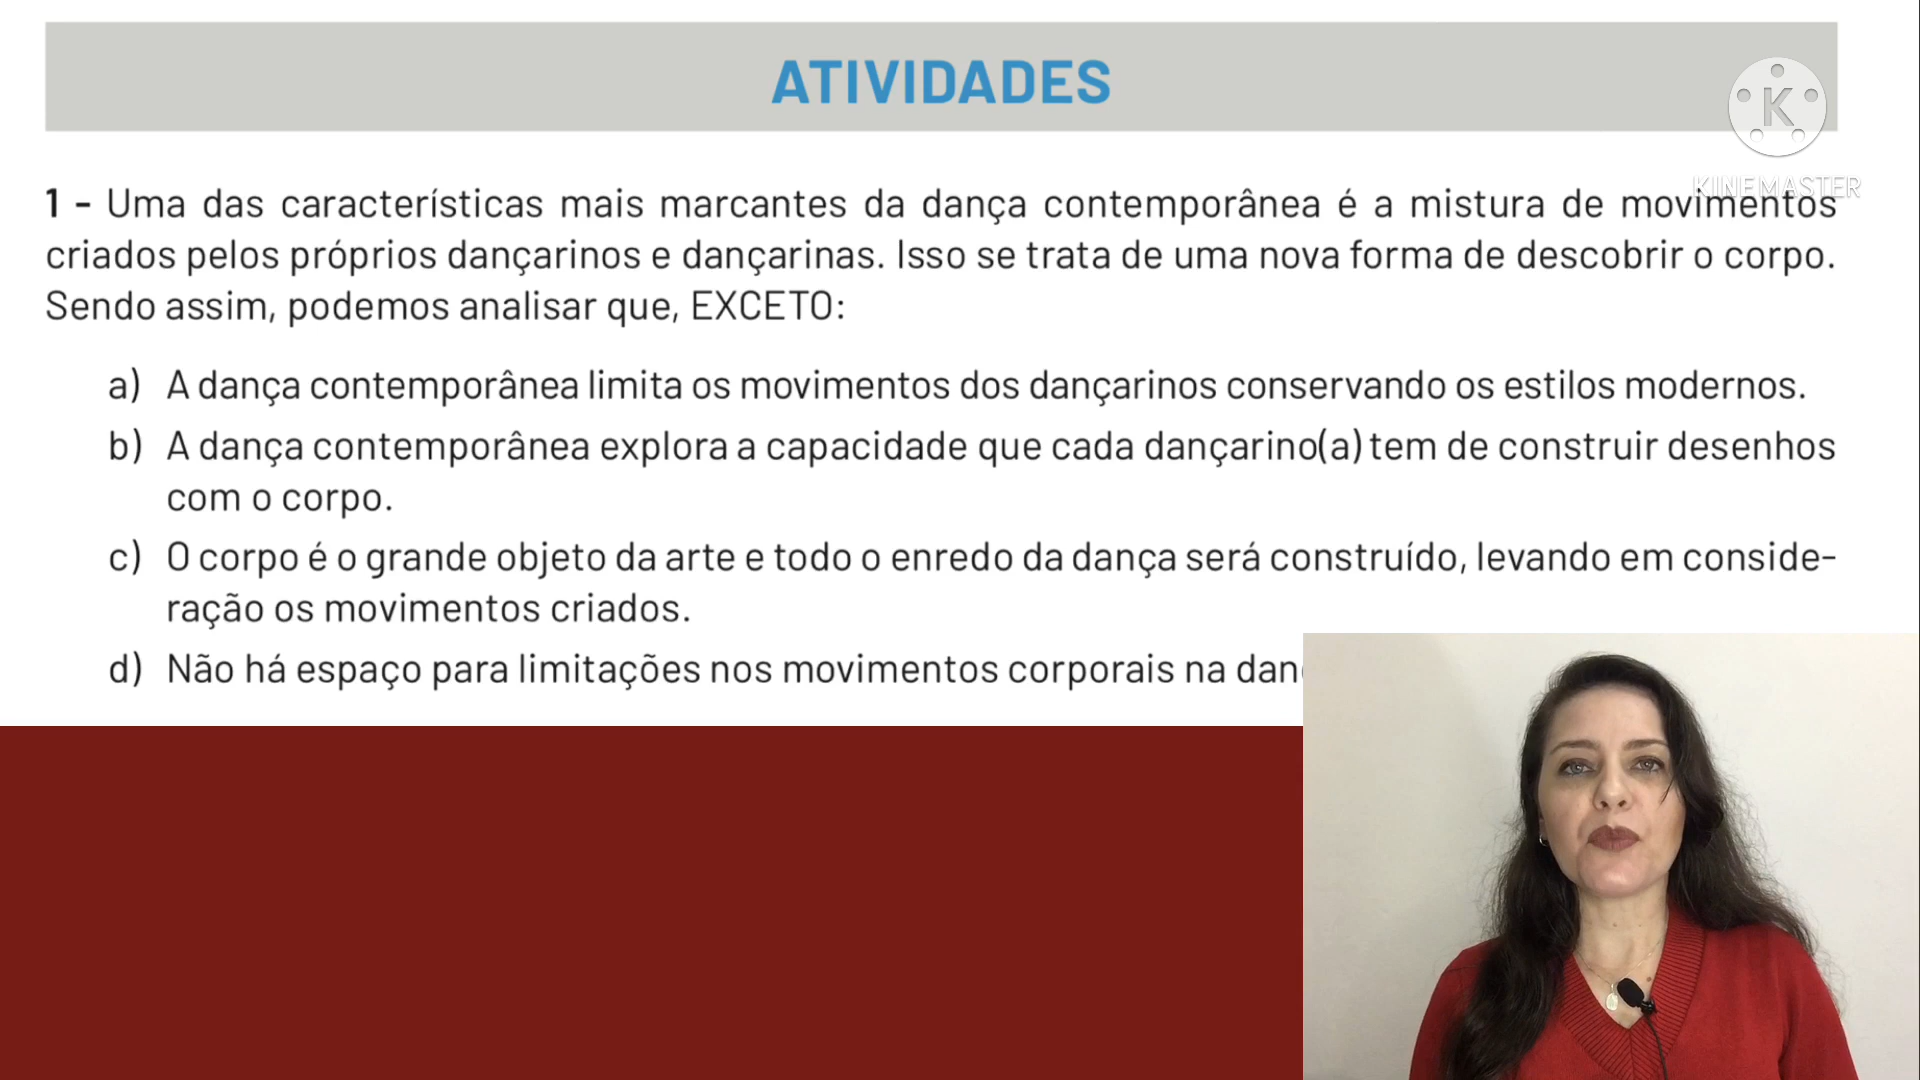 ATIVIDADES
K
KINEMASTER
1 - Uma das características mais marcantes da dança contemporânea é a mistura de movimentos
criados pelos próprios dançarinos e dançarinas. Isso se trata de uma nova forma de descobrir o corpo.
Sendo assim, podemos analisar que, EXCETO:
a) A dança contemporânea limita os movimentos dos dançarinos conservando os estilos modernos.
b) A dança contemporânea explora a capacidade que cada dançarino(a) tem de construir desenhos
com o corpo.
c) O corpo é o grande objeto da arte e todo o enredo da dança será construído, levando em conside-
ração os movimentos criados.
d) Não há espaço para limitações nos movimentos corporais na